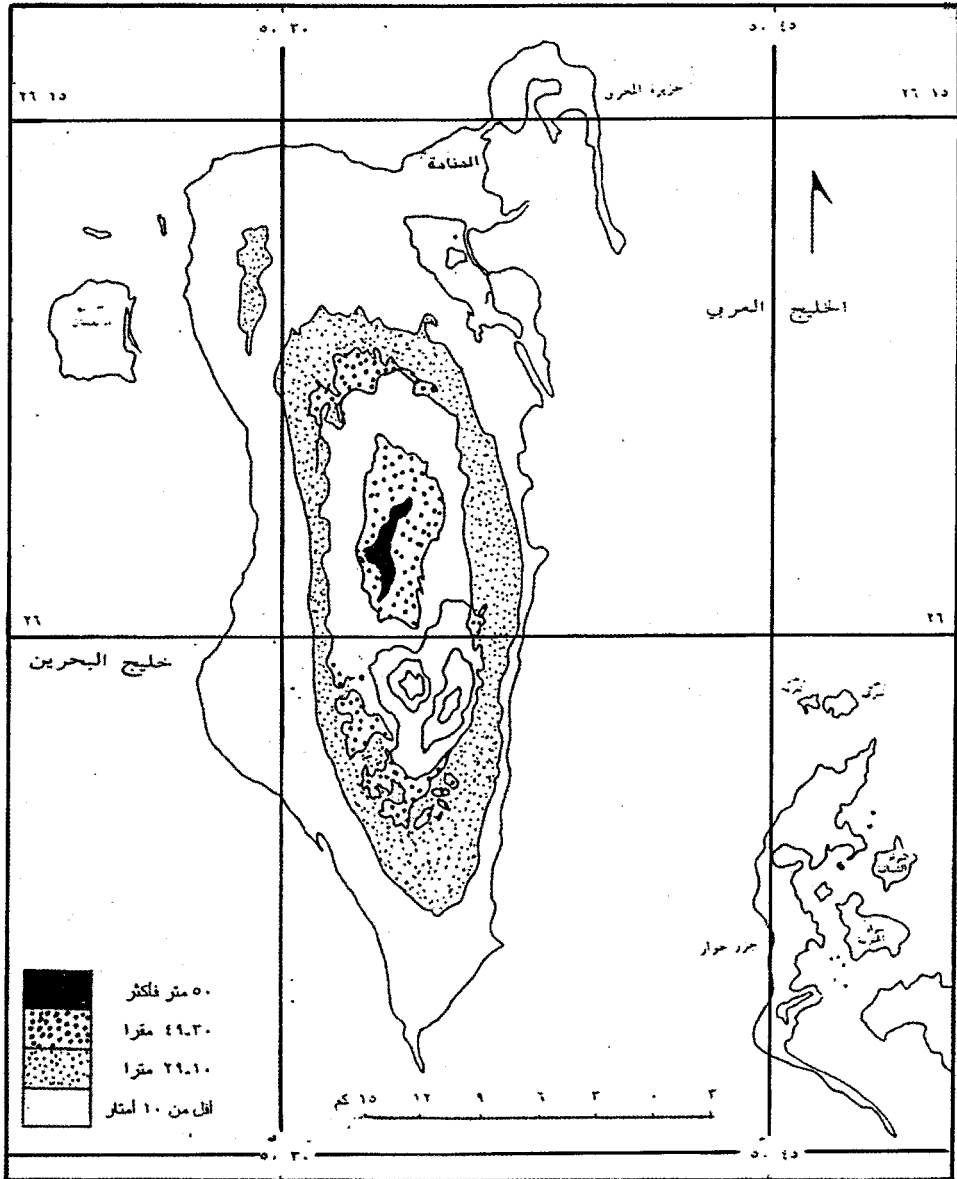 ٥٠ ٣٠
٥٠ ٤٥
جزيرة المحرق
٢٦ ١٥
٢٦ ١٥
المنامة
الخليج العربي
٢٦
٢٦
خليج البحرين
جزر حوار
٥٠ متر فأكثر
٣٠-٤٩ مترا
١٠-٢٩ مترا
أقل من ١٠ أمتار
١٥ كم ١٢ ٩ ٦ ٣ ٠ ٣
٥٠ ٣٠
٥٠ ٤٥